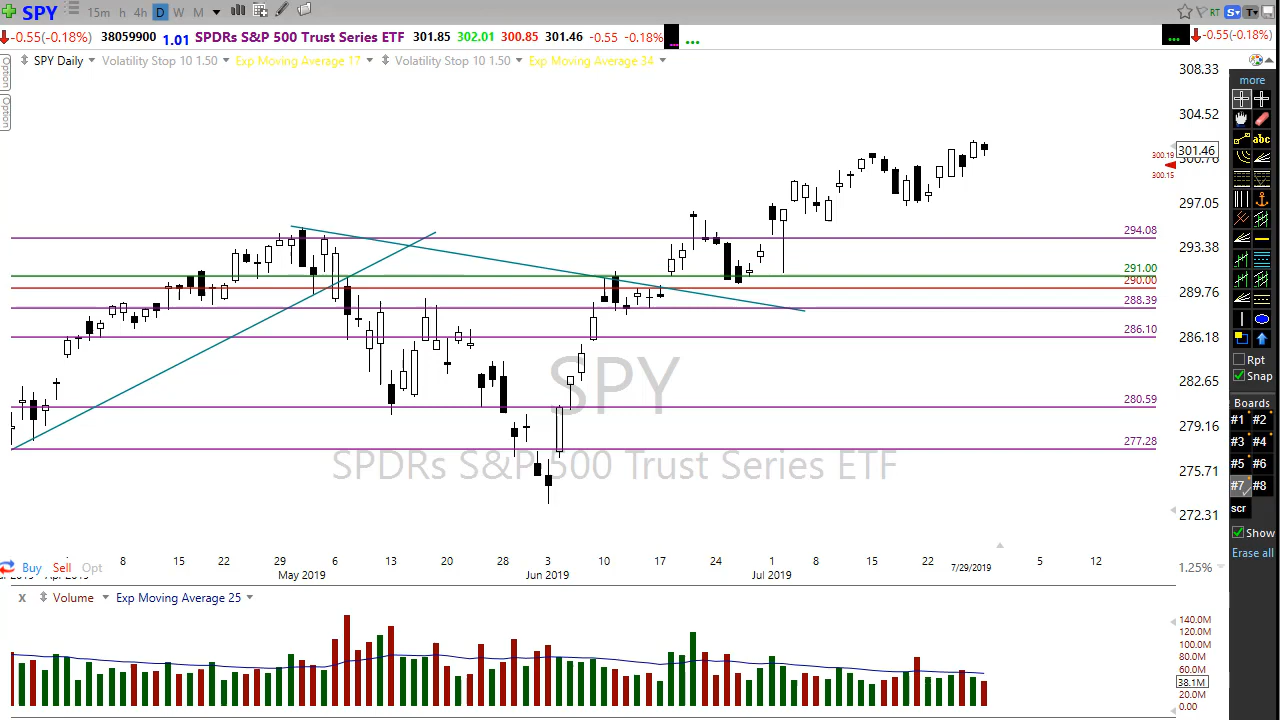 SPY 15m h 4h D W M RT S T -0.55(-0.18%)
-0.55(-0.18%) 38059900 1.01 SPDRs S&P 500 Trust Series ETF 301.85 302.01 300.85 301.46 -0.55 -0.18% ... ...
SPY Daily Volatility Stop 10 1.50 Exp Moving Average 17 Volatility Stop 10 1.50 Exp Moving Average 34
Option
Option
308.33
304.52
301.46
300.19
300.15
297.05
293.38
289.76
286.18
282.65
279.16
275.71
272.31
294.08
291.00
290.00
288.39
286.10
280.59
277.28
SPY
SPDRs S&P 500 Trust Series ETF
8 15 22 29 6 13 20 28 3 10 17 24 1 8 15 22 7/29/2019 5 12
May 2019 Jun 2019 Jul 2019
Buy Sell Opt
1.25%
x Volume Exp Moving Average 25
140.0M
120.0M
100.0M
80.0M
60.0M
38.1M
20.0M
0.00
more
abc
Rpt
Snap
Boards
#1 #2
#3 #4
#5 #6
#7 #8
scr
Show
Erase all